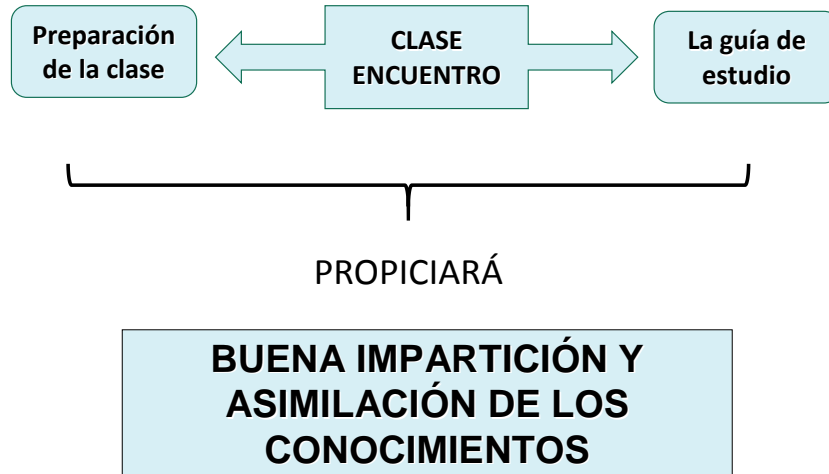 Preparación
de la clase
CLASE
ENCUENTRO
La guía de
estudio
PROPICIARÁ
BUENA IMPARTICIÓN Y
ASIMILACIÓN DE LOS
CONOCIMIENTOS